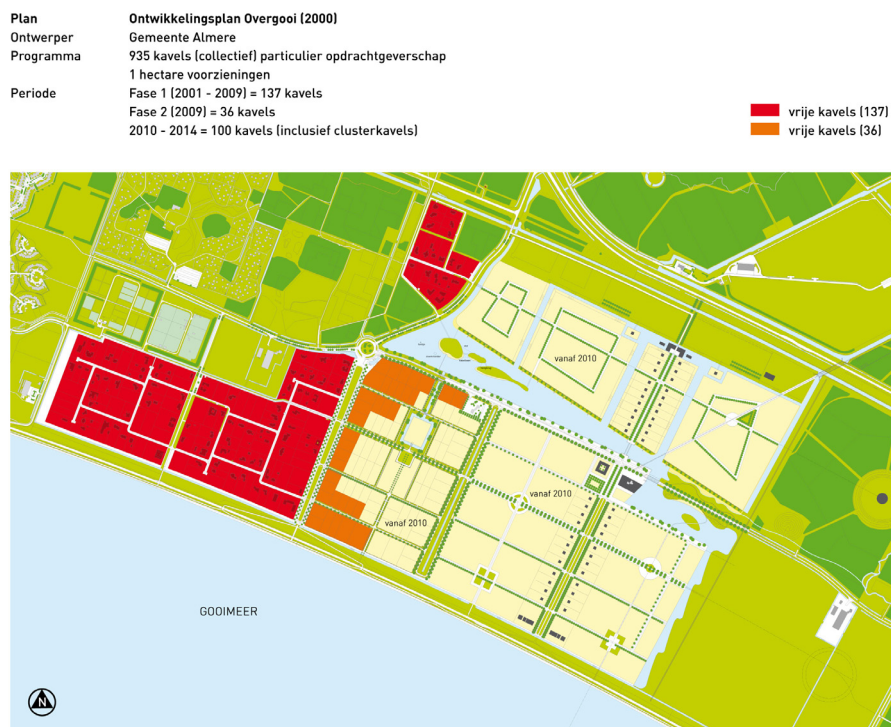 Plan Ontwikkelingsplan Overgooi (2000)
Ontwerper Gemeente Almere
Programma 935 kavels (collectief) particulier opdrachtgeverschap
1 hectare voorzieningen
Periode Fase 1 (2001 - 2009) = 137 kavels
Fase 2 (2009) = 36 kavels
2010 - 2014 = 100 kavels (inclusief clusterkavels)
vrije kavels (137)
vrije kavels (36)
vanaf 2010
vanaf 2010
vanaf 2010
GOOIMEER
N